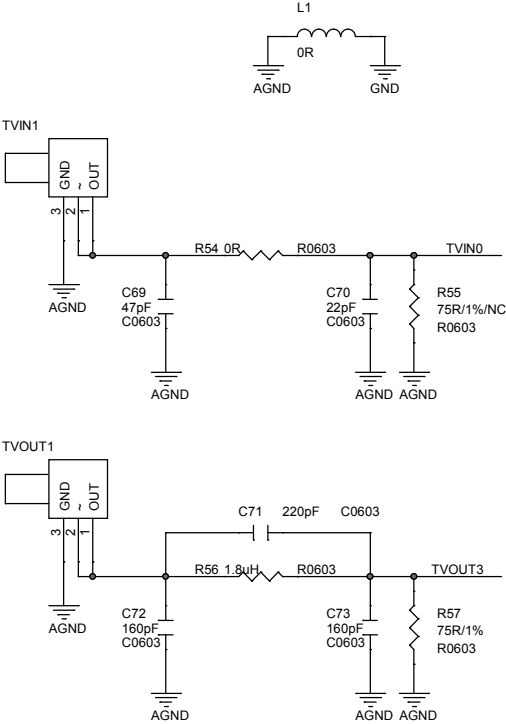 L1
0R
AGND
GND
TVIN1
GND
~
OUT
3
2
1
R54 0R
R0603
TVIN0
AGND
C69
47pF
C0603
C70
22pF
C0603
R55
75R/1%/NC
R0603
AGND
AGND
AGND
TVOUT1
GND
~
OUT
3
2
1
C71
220pF
C0603
R56 1.8uH
R0603
TVOUT3
AGND
C72
160pF
C0603
C73
160pF
C0603
R57
75R/1%
R0603
AGND
AGND
AGND